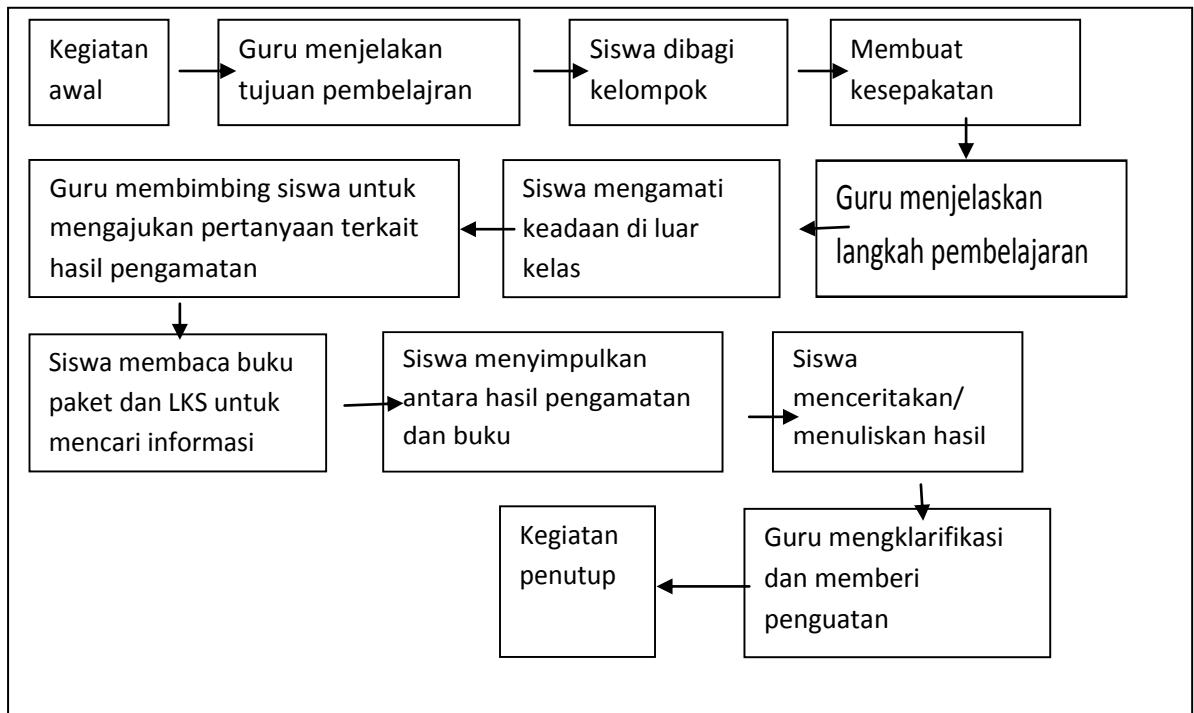 Kegiatan
awal
Guru menjelakan
tujuan pembelajran
Siswa dibagi
kelompok
Membuat
kesepakatan
Guru menjelaskan
langkah pembelajaran
Siswa mengamati
keadaan di luar
kelas
Guru membimbing siswa untuk
mengajukan pertanyaan terkait
hasil pengamatan
Siswa membaca buku
paket dan LKS untuk
mencari informasi
Siswa menyimpulkan
antara hasil pengamatan
dan buku
Siswa
menceritakan/
menuliskan hasil
Guru mengklarifikasi
dan memberi
penguatan
Kegiatan
penutup